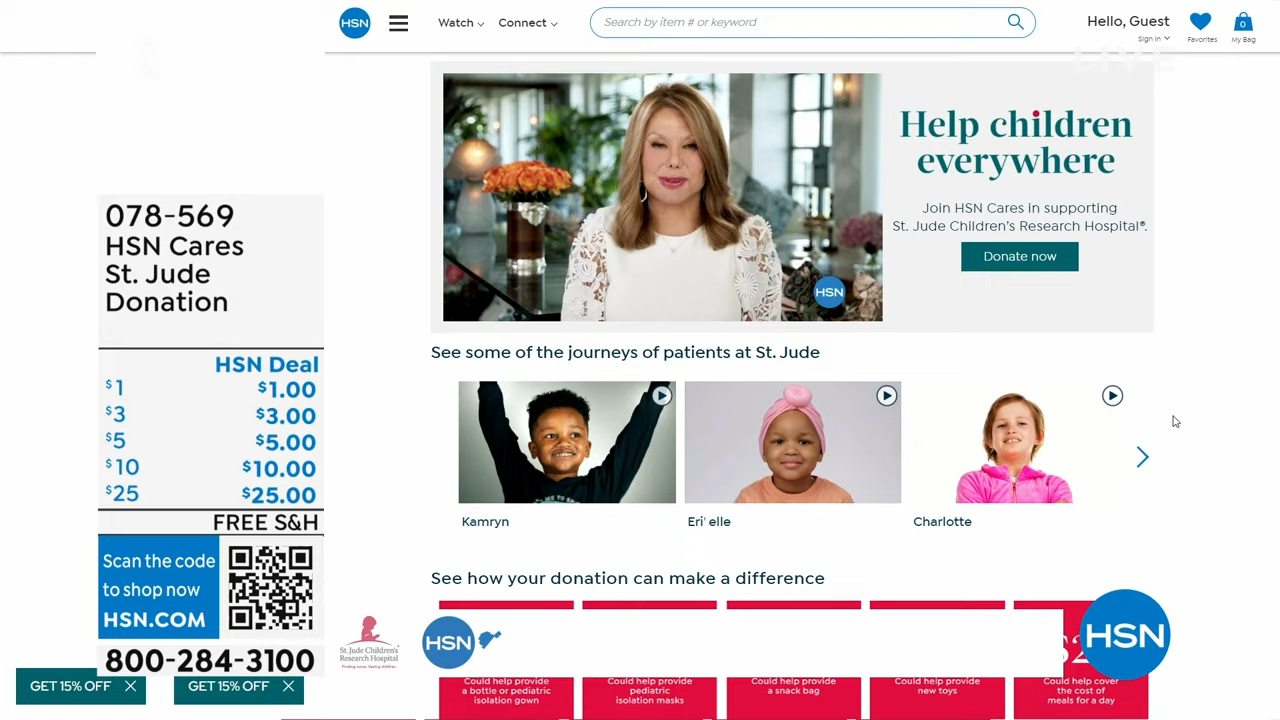 HSN
Watch
Connect
Search by item # or keyword
Hello, Guest
Sign in
Favorites
0
My Bag
LIVE
Help children
everywhere
Join HSN Cares in supporting
St. Jude Children's Research Hospital®.
Donate now
HSN
078-569
HSN Cares
St. Jude
Donation
HSN Deal
$1 $1.00
$3 $3.00
$5 $5.00
$10 $10.00
$25 $25.00
FREE S&H
Scan the code
to shop now
HSN.COM
800-284-3100
GET 15% OFF
GET 15% OFF
See some of the journeys of patients at St. Jude
Kamryn
Eri' elle
Charlotte
See how your donation can make a difference
St. Jude Children's
Research Hospital
Finding cures. Saving children.
HSN
HSN
Could help provide
a bottle or pediatric
isolation gown
Could help provide
pediatric
isolation masks
Could help provide
a snack bag
Could help provide
new toys
Could help cover
the cost of
meals for a day